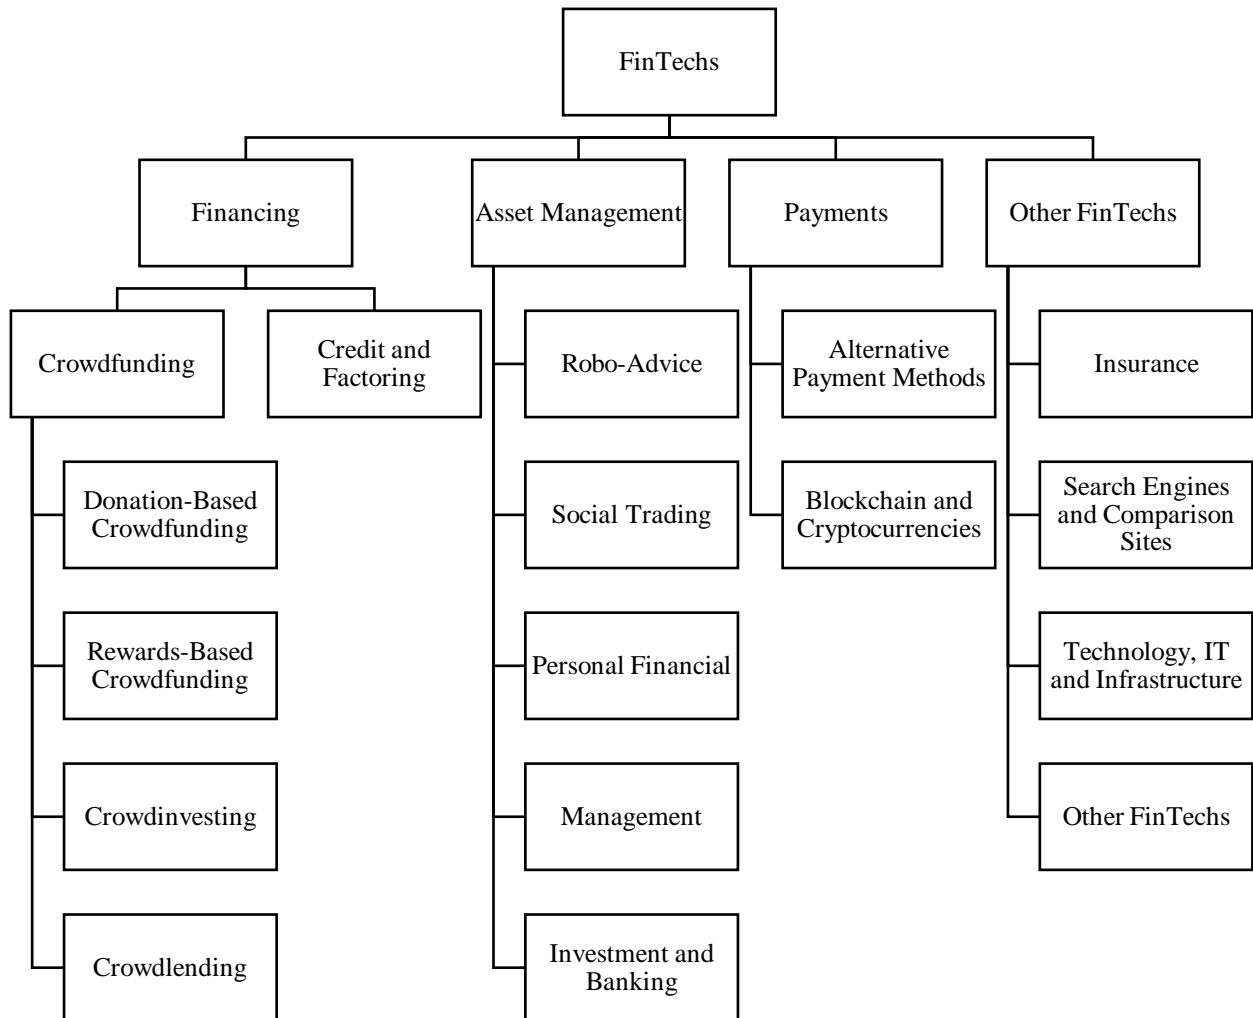 FinTechs
Financing
Asset Management
Payments
Other FinTechs
Crowdfunding
Credit and
Factoring
Robo-Advice
Alternative
Payment Methods
Insurance
Donation-Based
Crowdfunding
Social Trading
Blockchain and
Cryptocurrencies
Search Engines
and Comparison
Sites
Rewards-Based
Crowdfunding
Personal Financial
Technology, IT
and Infrastructure
Crowdinvesting
Management
Other FinTechs
Crowdlending
Investment and
Banking